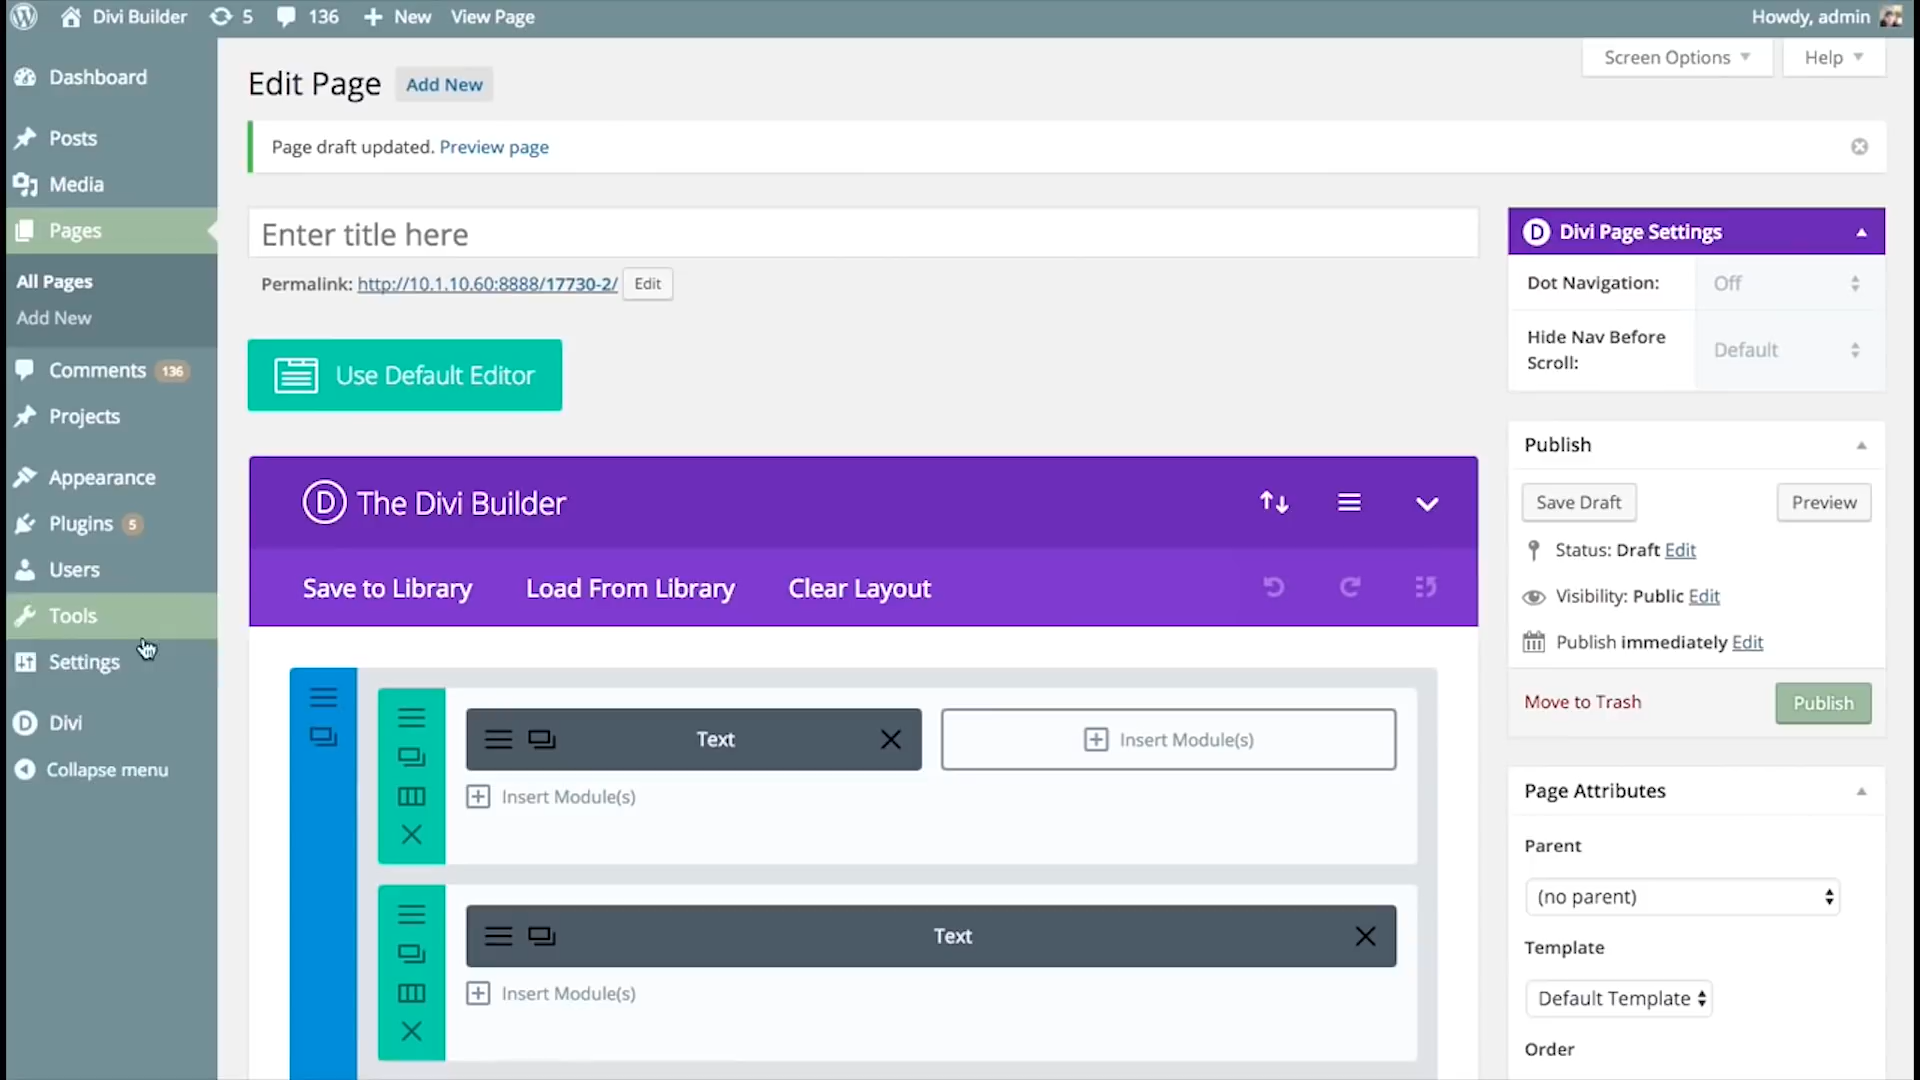 Divi Builder 5 136 New View Page Howdy, admin
Screen Options Help
Dashboard
Posts
Media
Pages
All Pages
Add New
Comments 136
Projects
Appearance
Plugins 5
Users
Tools
Settings
D Divi
Collapse menu
Edit Page Add New
Page draft updated. Preview page
Enter title here
Permalink: http://10.1.10.60:8888/17730-2/ Edit
Use Default Editor
D The Divi Builder
Save to Library Load From Library Clear Layout
Text
Insert Module(s)
Insert Module(s)
Text
Insert Module(s)
D Divi Page Settings
Dot Navigation: Off
Hide Nav Before
Scroll:
Default
Publish
Save Draft Preview
Status: Draft Edit
Visibility: Public Edit
Publish immediately Edit
Move to Trash Publish
Page Attributes
Parent
(no parent)
Template
Default Template
Order